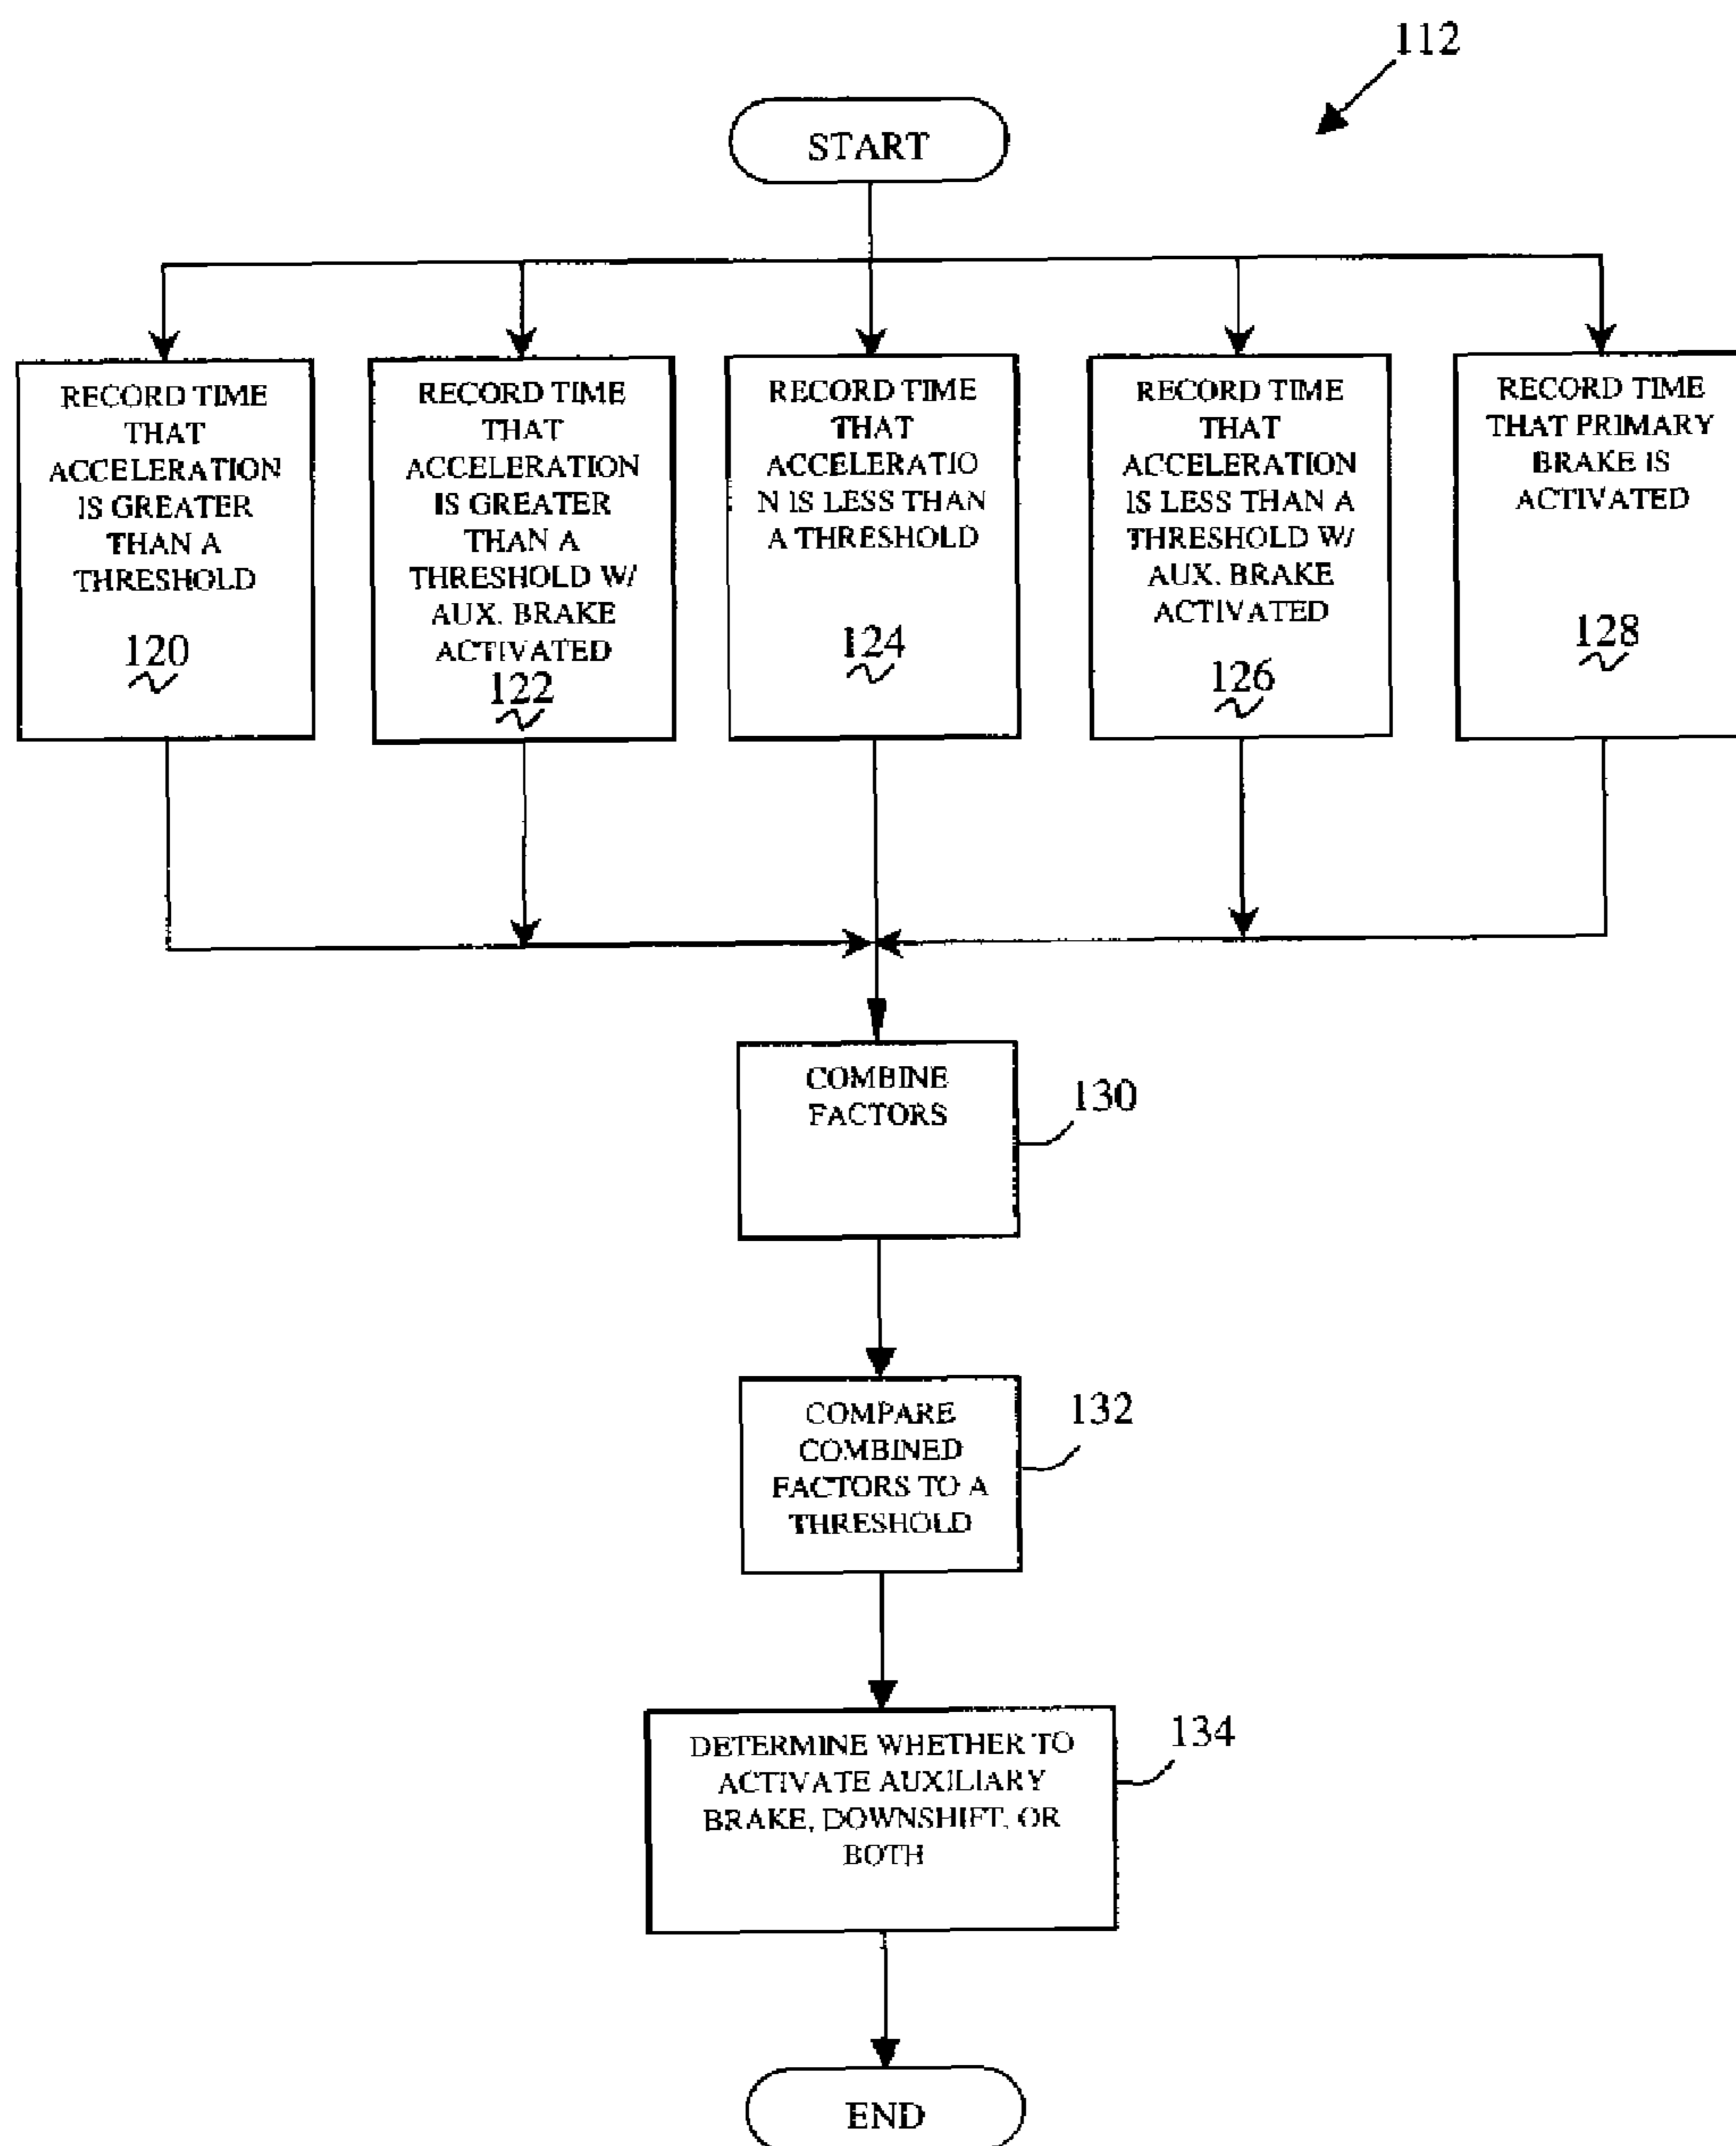 112
START
RECORD TIME
THAT
ACCELERATION
IS GREATER
THAN A
THRESHOLD
120
RECORD TIME
THAT
ACCELERATION
IS GREATER
THAN A
THRESHOLD W/
AUX. BRAKE
ACTIVATED
122
RECORD TIME
THAT
ACCELERATIO
N IS LESS THAN
A THRESHOLD
124
RECORD TIME
THAT
ACCELERATION
IS LESS THAN A
THRESHOLD W/
AUX. BRAKE
ACTIVATED
126
RECORD TIME
THAT PRIMARY
BRAKE IS
ACTIVATED
128
COMBINE
FACTORS
130
COMPARE
COMBINED
FACTORS TO A
THRESHOLD
132
DETERMINE WHETHER TO
ACTIVATE AUXILIARY
BRAKE, DOWNSHIFT, OR
BOTH
134
END